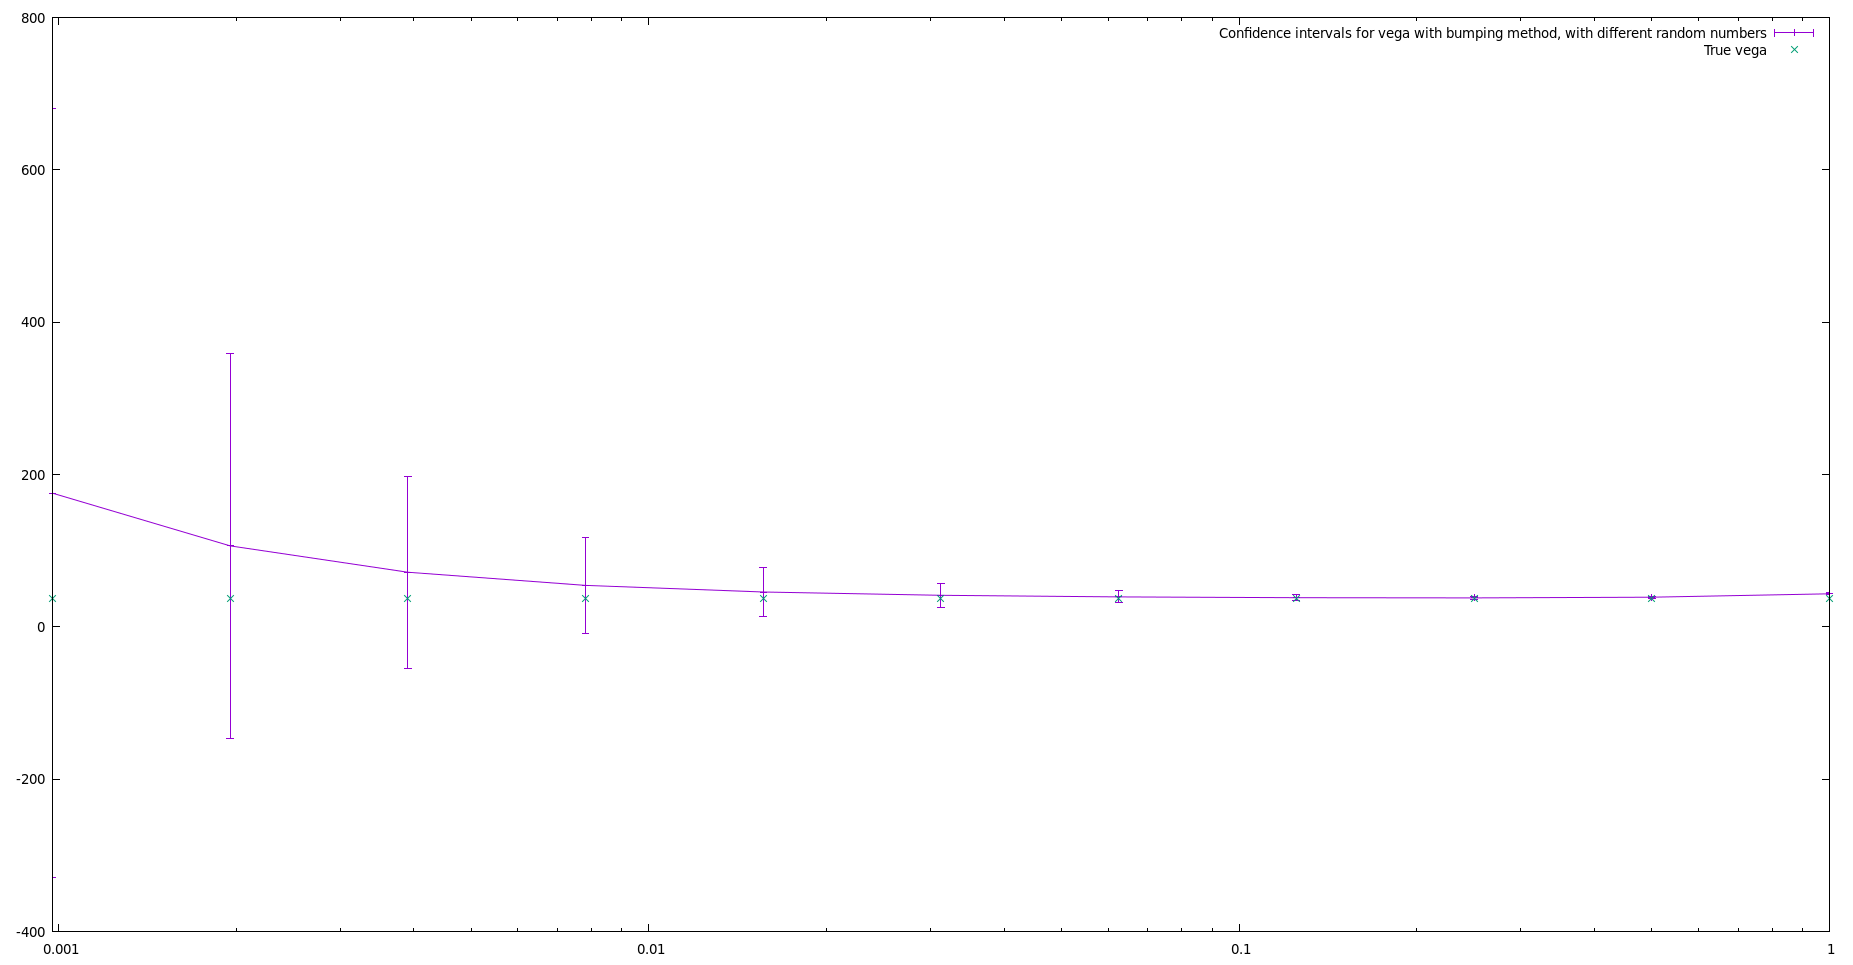 800
Confidence intervals for vega with bumping method, with different random numbers
True vega
600
400
200
0
-200
-400
0.001 0.01 0.1 1